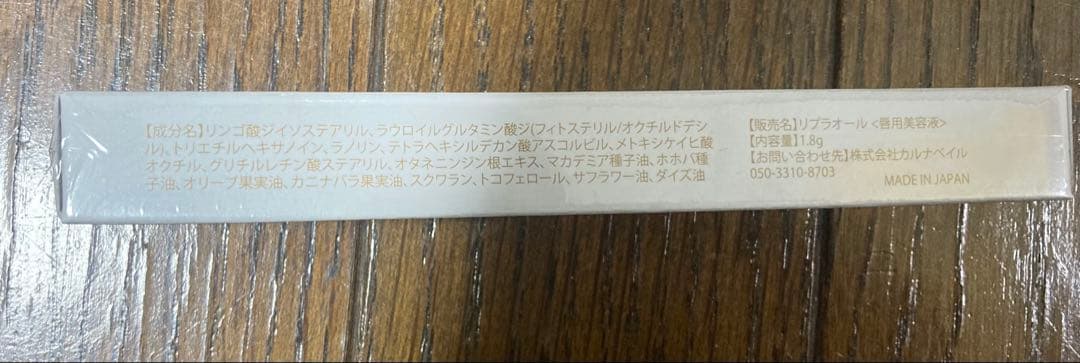 【成分名】リンゴ酸ジイソステアリル、ラウロイルグルタミン酸ジ(フィトステリル/オクチルドデシ
ル)、トリエチルヘキサノイン、ラノリン、テトラヘキシルデカン酸アスコルビル、メトキシケイヒ酸
オクチル、グリチルレチン酸ステアリル、オタネニンジン根エキス、マカデミア種子油、ホホバ種
子油、オリーブ果実油、カニナバラ果実油、スクワラン、トコフェロール、サフラワー油、ダイズ油
【販売名】リプラオール <唇用美容液>
【内容量】1.8g
【お問い合わせ先】株式会社カルナベイル
050-3310-8703
MADE IN JAPAN